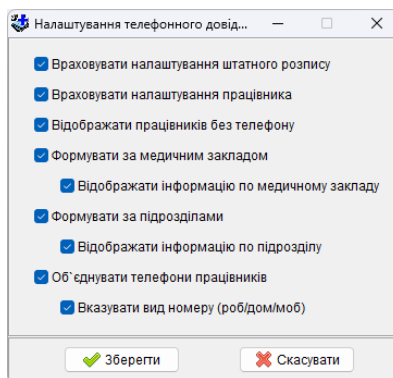 Налаштування телефонного довід...
Враховувати налаштування штатного розпису
Враховувати налаштування працівника
Відображати працівників без телефону
Формувати за медичним закладом
Відображати інформацію по медичному закладу
Формувати за підрозділами
Відображати інформацію по підрозділу
Об`єднувати телефони працівників
Вказувати вид номеру (роб/дом/моб)
Зберегти
Скасувати